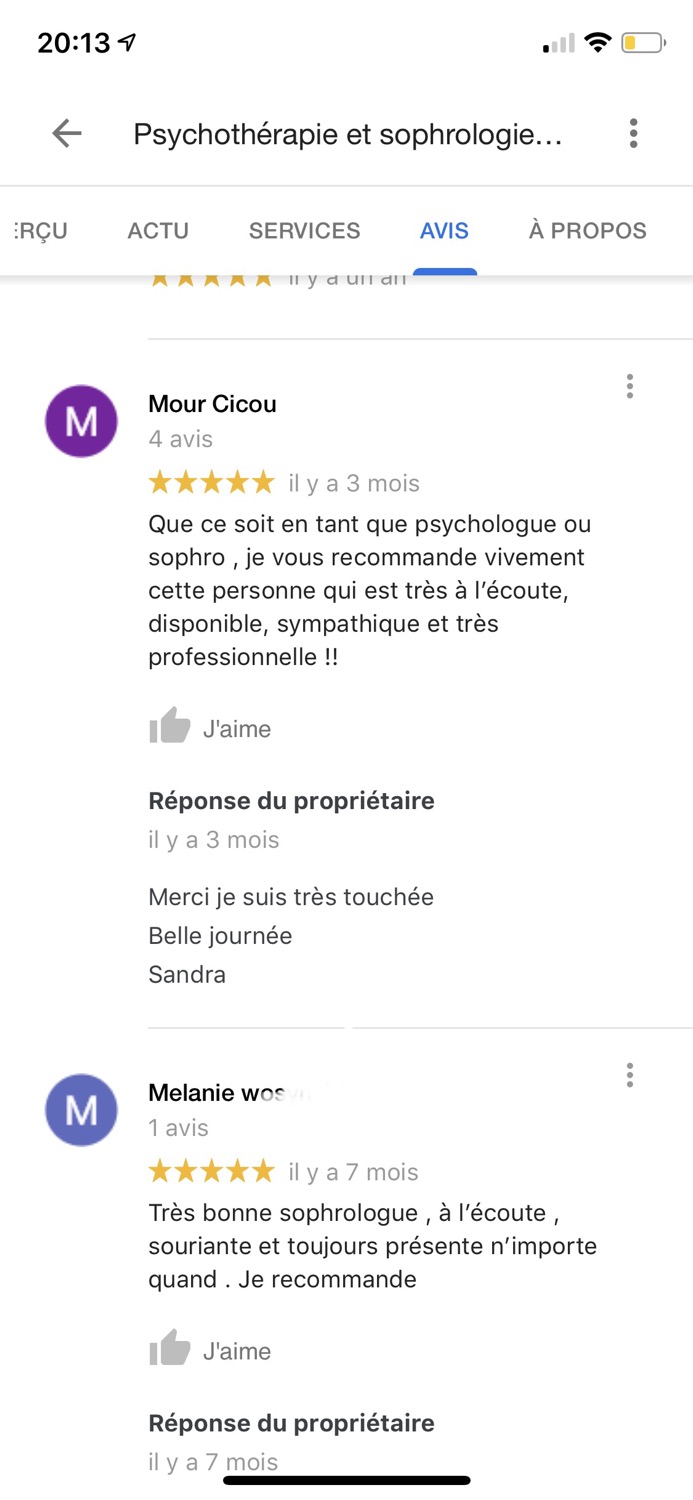 20:13
Psychothérapie et sophrologie...
ERÇU
ACTU
SERVICES
AVIS
À PROPOS
il y a un an
M
Mour Cicou
4 avis
il y a 3 mois
Que ce soit en tant que psychologue ou
sophro , je vous recommande vivement
cette personne qui est très à l’écoute,
disponible, sympathique et très
professionnelle !!
J'aime
Réponse du propriétaire
il y a 3 mois
Merci je suis très touchée
Belle journée
Sandra
M
Melanie
1 avis
il y a 7 mois
Très bonne sophrologue , à l’écoute ,
souriante et toujours présente n’importe
quand . Je recommande
J'aime
Réponse du propriétaire
il y a 7 mois